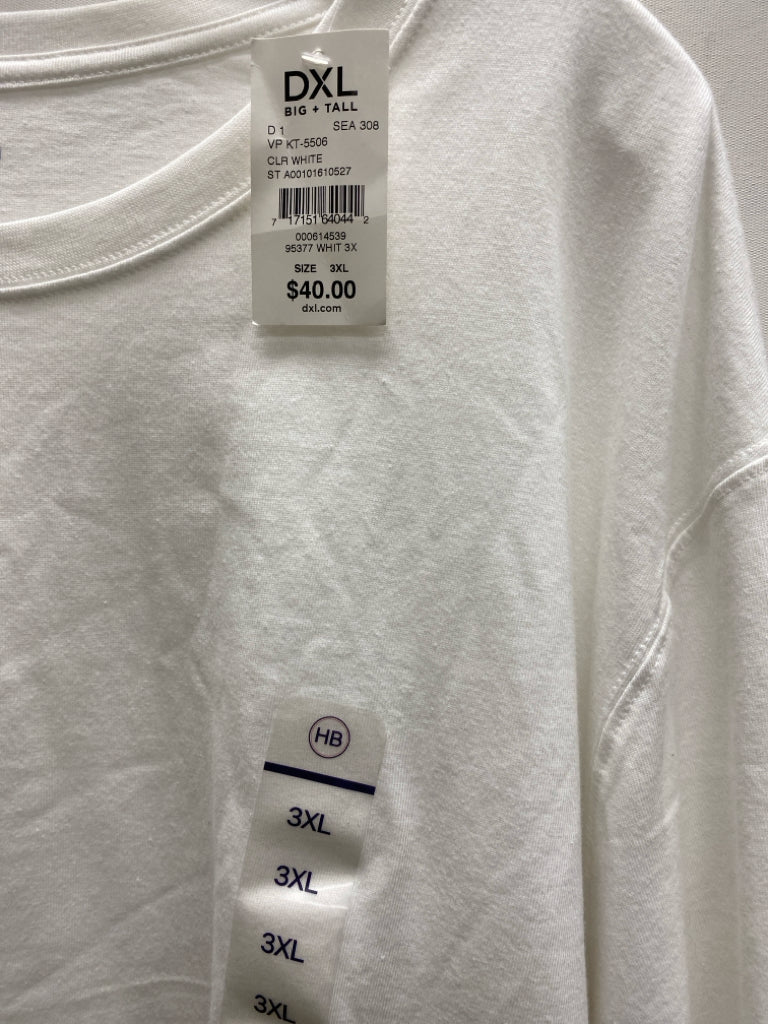 DXL
BIG + TALL
D 1 SEA 308
VP KT-5506
CLR WHITE
ST A00101610527
7 17151 64044 2
000614539
95377 WHIT 3X
SIZE 3XL
$40.00
dxl.com
HB
3XL
3XL
3XL
3XL